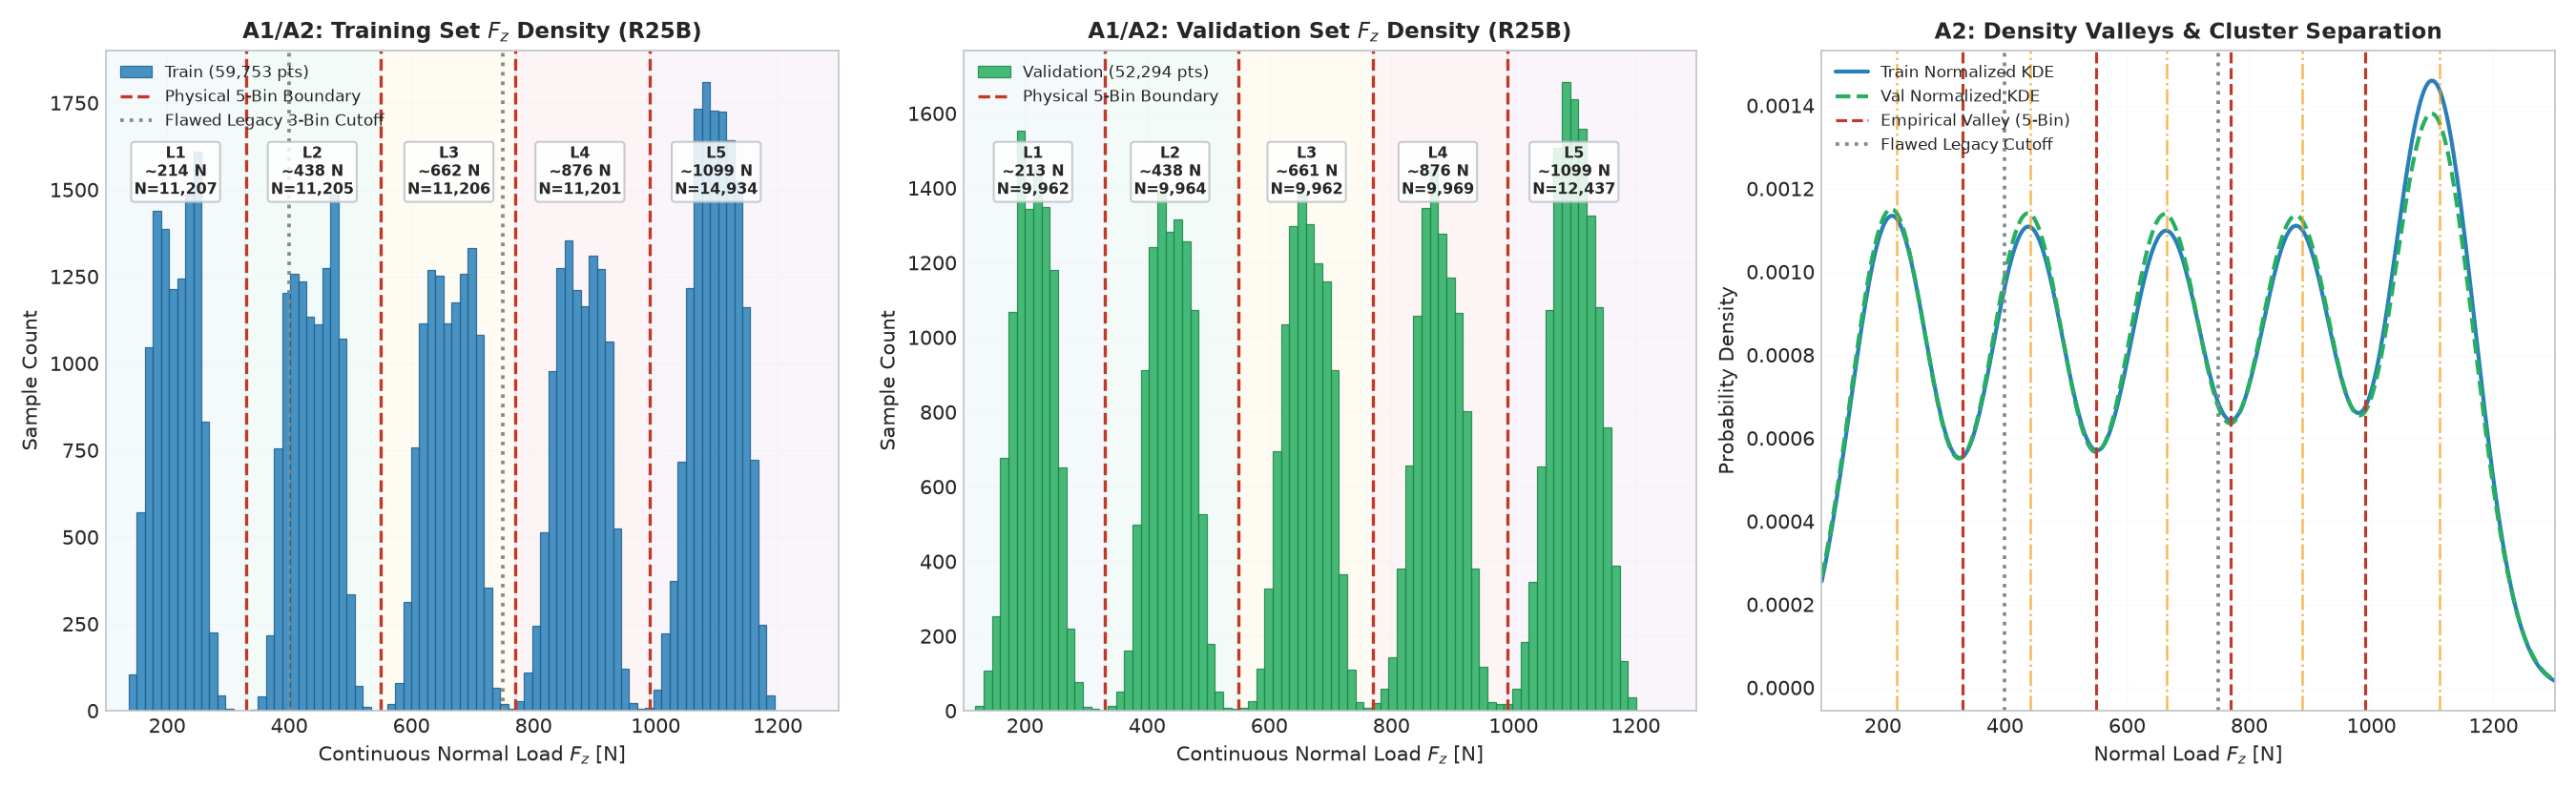 A1/A2: Training Set Fz Density (R25B)
Train (59,753 pts)
Physical 5-Bin Boundary
Flawed Legacy 3-Bin Cutoff
L1
~214 N
N=11,207
L2
~438 N
N=11,205
L3
~662 N
N=11,206
L4
~876 N
N=11,201
L5
~1099 N
N=14,934
1750
1500
1250
1000
750
500
250
0
Sample Count
200 400 600 800 1000 1200
Continuous Normal Load Fz [N]
A1/A2: Validation Set Fz Density (R25B)
Validation (52,294 pts)
Physical 5-Bin Boundary
L1
~213 N
N=9,962
L2
~438 N
N=9,964
L3
~661 N
N=9,962
L4
~876 N
N=9,969
L5
~1099 N
N=12,437
1600
1400
1200
1000
800
600
400
200
0
Sample Count
200 400 600 800 1000 1200
Continuous Normal Load Fz [N]
A2: Density Valleys & Cluster Separation
Train Normalized KDE
Val Normalized KDE
Empirical Valley (5-Bin)
Flawed Legacy Cutoff
0.0014
0.0012
0.0010
0.0008
0.0006
0.0004
0.0002
0.0000
Probability Density
200 400 600 800 1000 1200
Normal Load Fz [N]